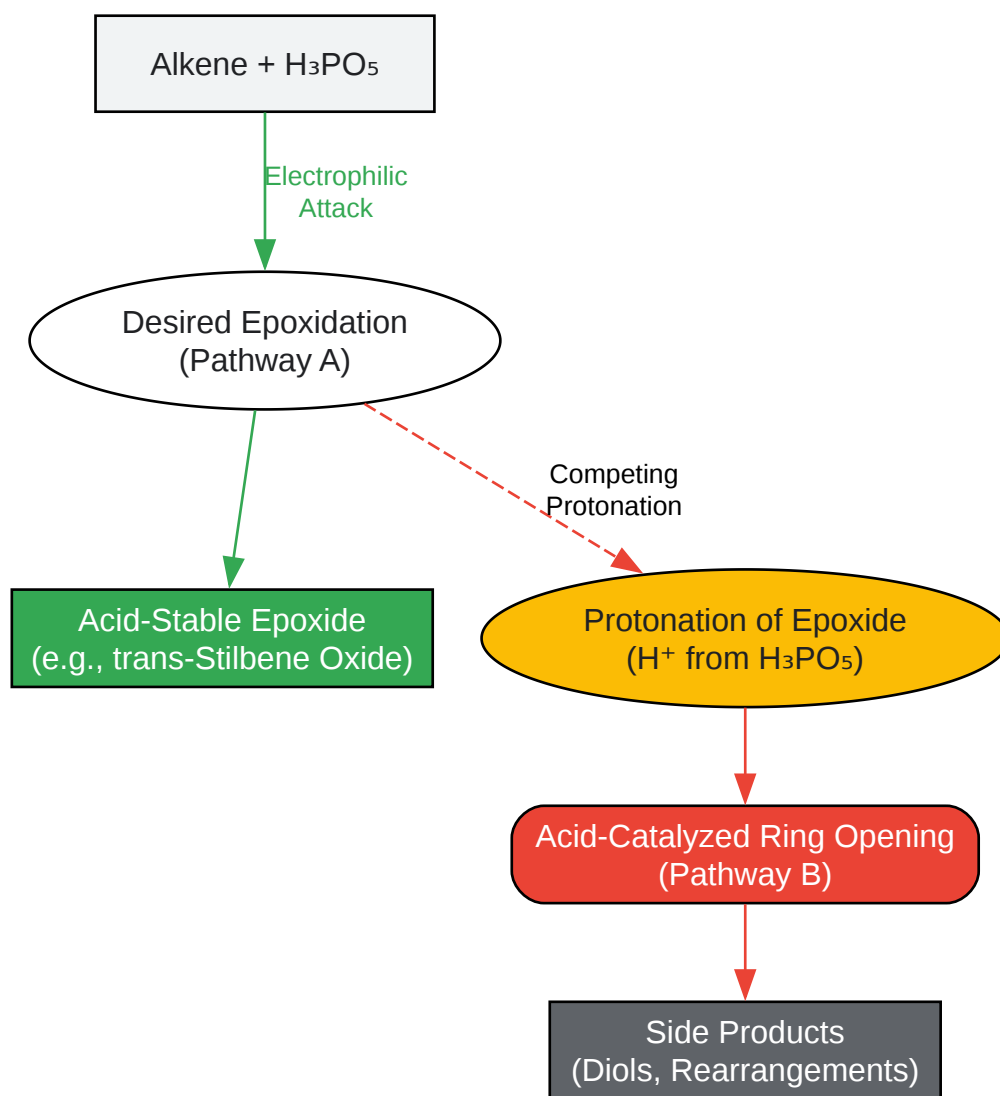 Alkene + H₃PO₅
Electrophilic
Attack
Desired Epoxidation
(Pathway A)
Competing
Protonation
Acid-Stable Epoxide
(e.g., trans-Stilbene Oxide)
Protonation of Epoxide
(H⁺ from H₃PO₅)
Acid-Catalyzed Ring Opening
(Pathway B)
Side Products
(Diols, Rearrangements)